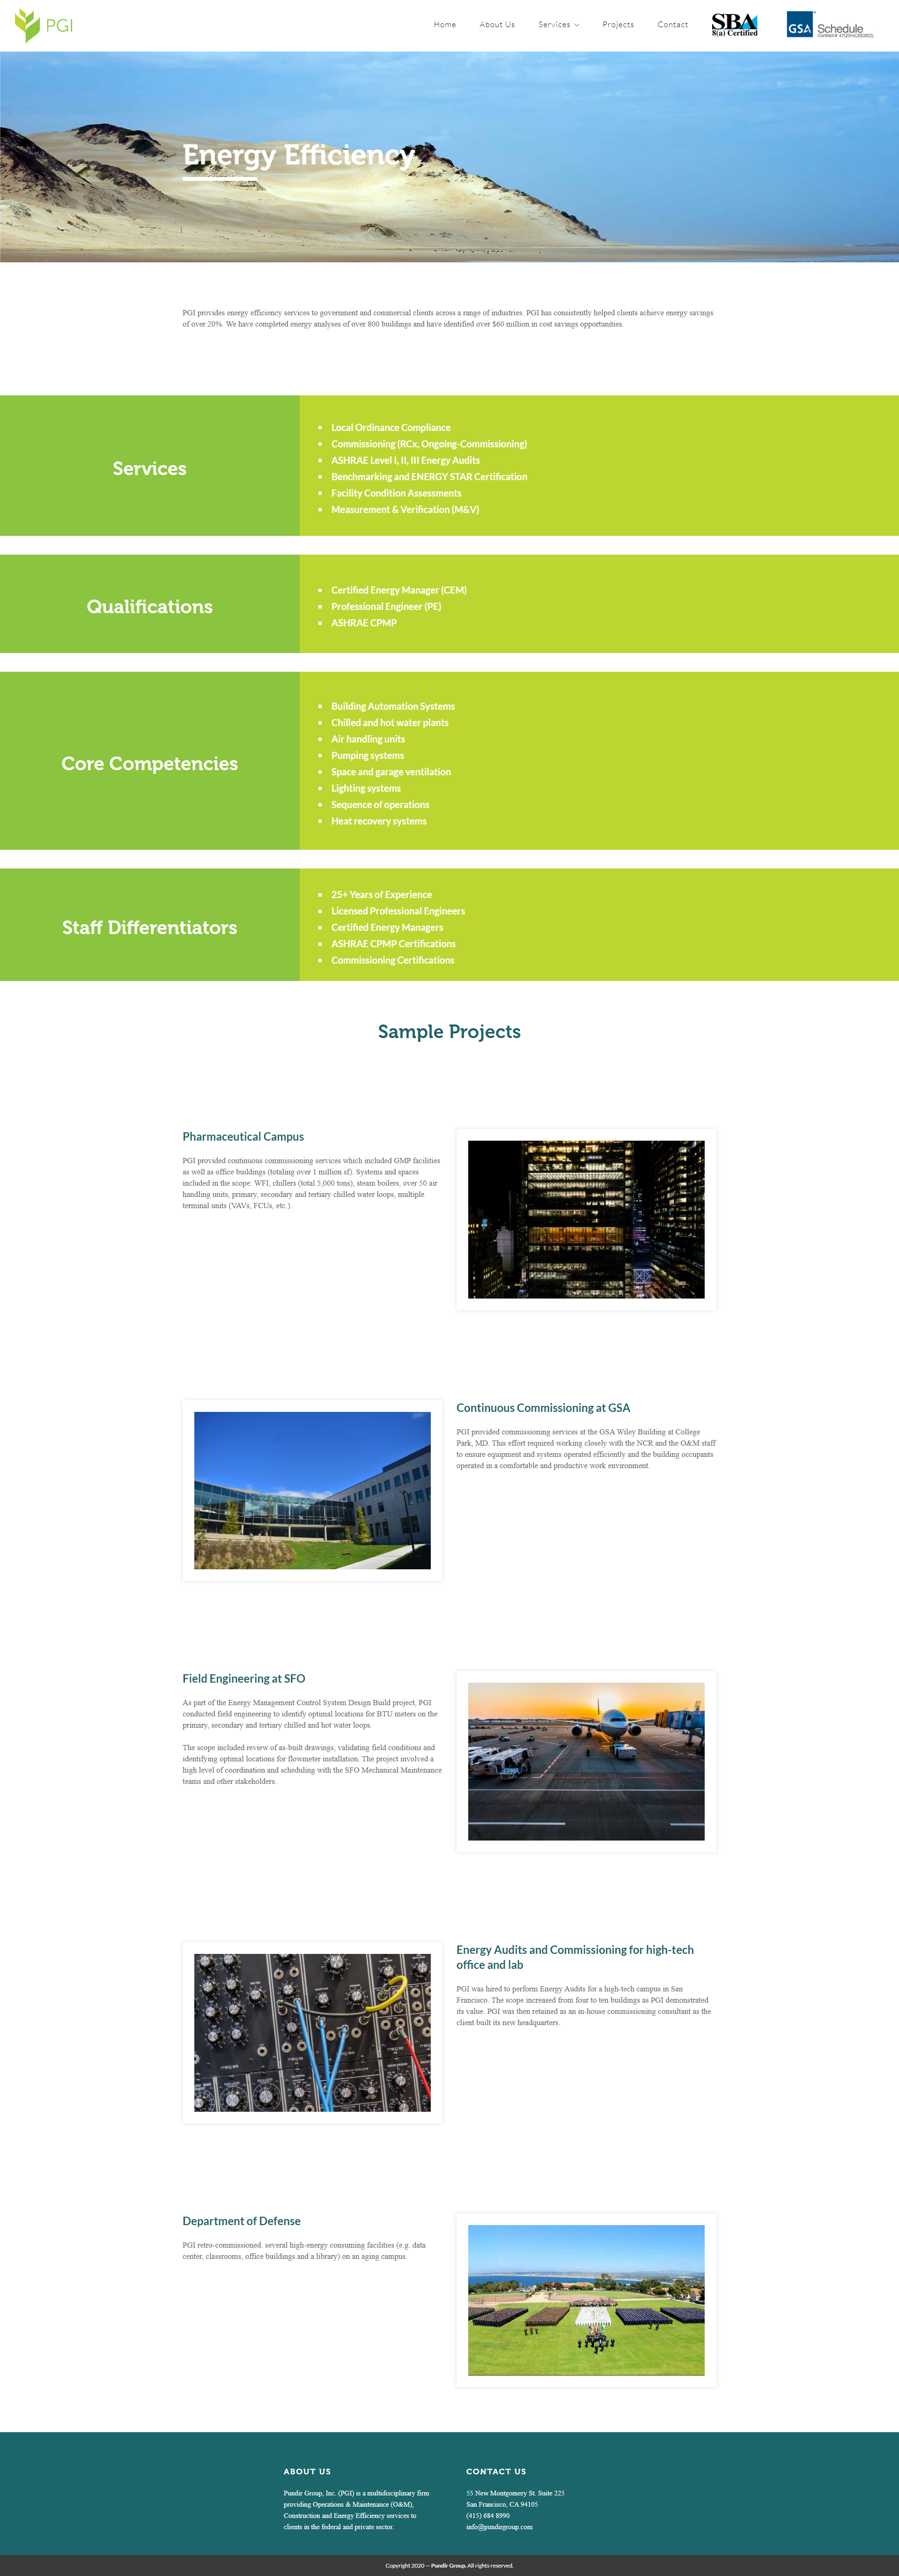 PGI
Home
About Us
Services
Projects
Contact
SBA
8(a) Certified
GSA
Schedule
Energy Efficiency
PGI provides energy efficiency services to government and commercial clients across a range of industries. PGI has consistently helped clients achieve energy savings
of over 20%. We have completed energy analyses of over 800 buildings and have identified over $60 million in cost savings opportunities.
Services
Local Ordinance Compliance
Commissioning (RCx, Ongoing-Commissioning)
ASHRAE Level I, II, III Energy Audits
Benchmarking and ENERGY STAR Certification
Facility Condition Assessments
Measurement & Verification (M&V)
Qualifications
Certified Energy Manager (CEM)
Professional Engineer (PE)
ASHRAE CPMP
Core Competencies
Building Automation Systems
Chilled and hot water plants
Air handling units
Pumping systems
Space and garage ventilation
Lighting systems
Sequence of operations
Heat recovery systems
Staff Differentiators
25+ Years of Experience
Licensed Professional Engineers
Certified Energy Managers
ASHRAE CPMP Certifications
Commissioning Certifications
Sample Projects
Pharmaceutical Campus
PGI provided continuous commissioning services which included GMP facilities
as well as office buildings (totaling over 1 million sf). Systems and spaces
included in the scope: WFI, chillers (total 5,000 tons), steam boilers, over 50 air
handling units, primary, secondary and tertiary chilled water loops, multiple
terminal units (VAVs, FCUs, etc.).
Continuous Commissioning at GSA
PGI provided commissioning services at the GSA Wiley Building at College
Park, MD. This effort required working closely with the NCR and the O&M staff
to ensure equipment and systems operated efficiently and the building occupants
operated in a comfortable and productive work environment.
Field Engineering at SFO
As part of the Energy Management Control System Design Build project, PGI
conducted field engineering to identify optimal locations for BTU meters on the
primary, secondary and tertiary chilled and hot water loops.
The scope included review of as-built drawings, validating field conditions and
identifying optimal locations for flowmeter installation. The project involved a
high level of coordination and scheduling with the SFO Mechanical Maintenance
teams and other stakeholders.
Energy Audits and Commissioning for high-tech
office and lab
PGI was hired to perform Energy Audits for a high-tech campus in San
Francisco. The scope increased from four to ten buildings as PGI demonstrated
its value. PGI was then retained as an in-house commissioning consultant as the
client built its new headquarters.
Department of Defense
PGI retro-commissioned. several high-energy consuming facilities (e.g. data
center, classrooms, office buildings and a library) on an aging campus.
ABOUT US
Pundir Group, Inc. (PGI) is a multidisciplinary firm
providing Operations & Maintenance (O&M),
Construction and Energy Efficiency services to
clients in the federal and private sector.
CONTACT US
55 New Montgomery St. Suite 225
San Francisco, CA 94105
(415) 684 8990
info@pundirgroup.com
Copyright 2020 — Pundir Group. All rights reserved.